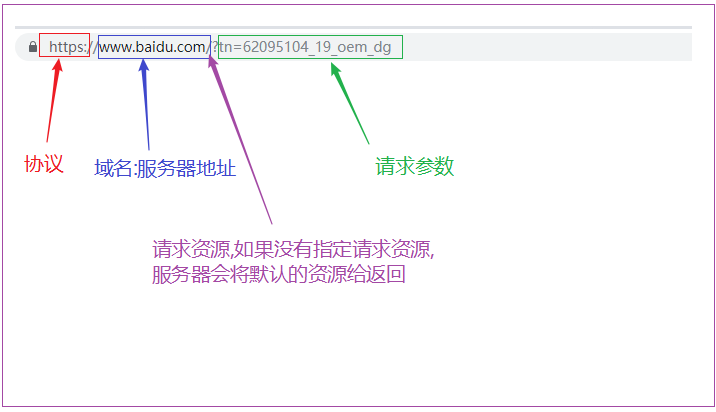 https://www.baidu.com/?tn=62095104_19_oem_dg
协议
域名:服务器地址
请求参数
请求资源,如果没有指定请求资源,
服务器会将默认的资源给返回